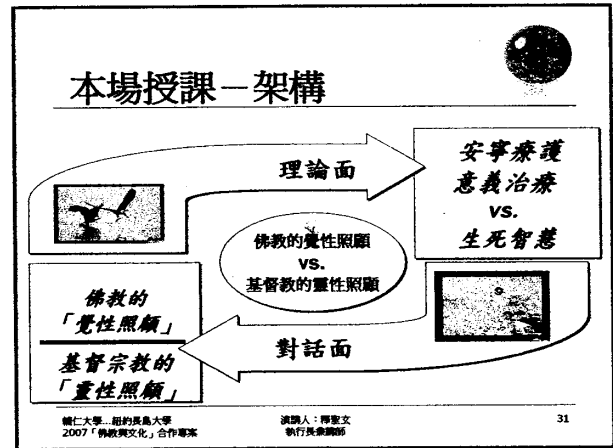 本場授課－架構
理論面
安寧療護
意義治療
vs.
生死智慧
佛教的覺性照顧
vs.
基督教的靈性照顧
佛教的
「覺性照顧」
基督宗教的
「靈性照顧」
對話面
輔仁大學...紐約長島大學
2007「佛教與文化」合作專案
演講人：釋聖文
執行長兼講師
31